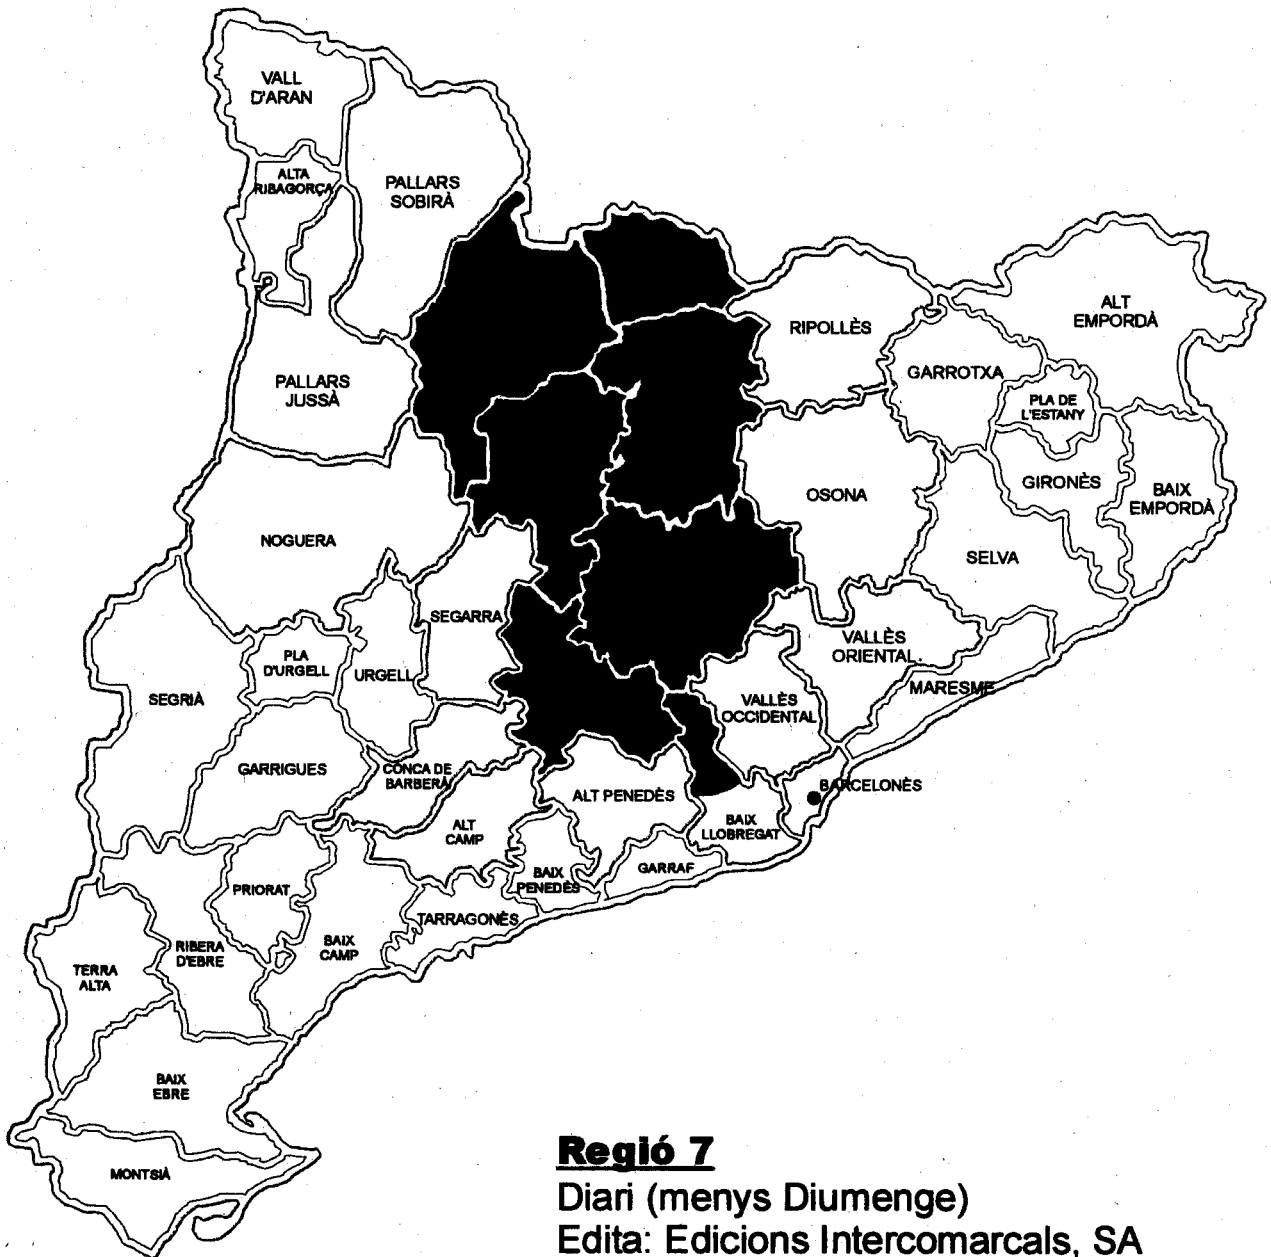 VALL
D'ARAN
ALTA
RIBAGORÇA
PALLARS
SOBIRÀ
ALT
EMPORDÀ
RIPOLLÈS
GARROTXA
PALLARS
JUSSÀ
PLA DE
L'ESTANY
GIRONÈS
OSONA
BAIX
EMPORDÀ
NOGUERA
SELVA
SEGARRA
VALLÈS
ORIENTAL
PLA
D'URGELL
URGELL
SEGRIÀ
MARESME
VALLÈS
OCCIDENTAL
GARRIGUES
CONCA DE
BARBERÀ
BARCELONÈS
ALT PENEDÈS
ALT
CAMP
BAIX
LLOBREGAT
GARRAF
BAIX
PENEDÈS
PRIORAT
TARRAGONÈS
RIBERA
D'EBRE
BAIX
CAMP
TERRA
ALTA
BAIX
EBRE
MONTSIÀ
Regió 7
Diari (menys Diumenge)
Edita: Edicions Intercomarcals, SA